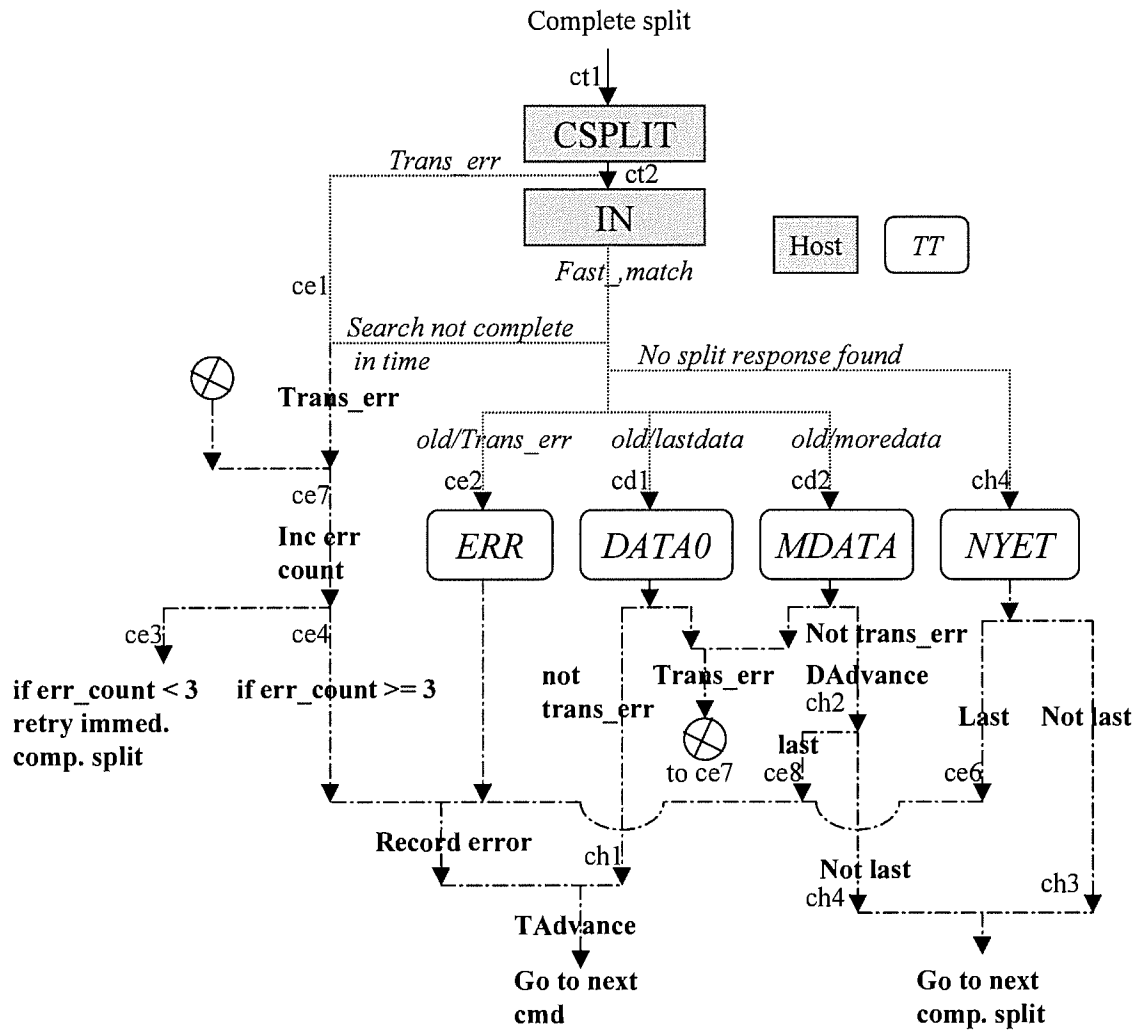 Complete split
ct1
CSPLIT
Trans_err
ct2
IN
Host
TT
Fast_,match
ce1
Search not complete
in time
No split response found
Trans_err
old/Trans_err
old/lastdata
old/moredata
ce2
cd1
cd2
ch4
ce7
ERR
DATA0
MDATA
NYET
Inc err
count
ce3
ce4
Not trans_err
if err_count < 3
retry immed.
comp. split
if err_count >= 3
not
trans_err
Trans_err
DAdvance
ch2
Last
Not last
last
to ce7
ce8
ce6
Record error
ch1
Not last
ch4
ch3
TAdvance
Go to next
cmd
Go to next
comp. split